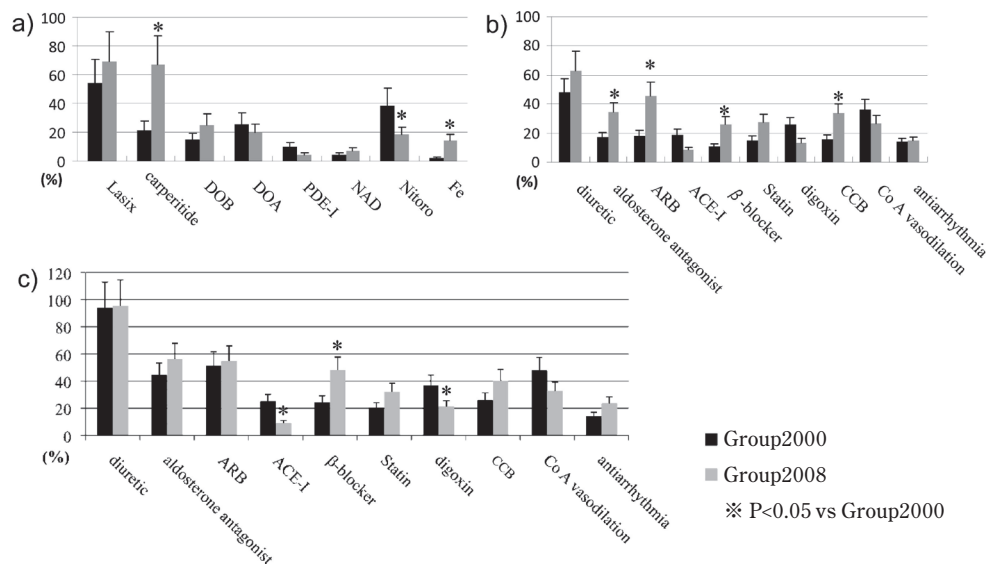 a)
100
80
60
40
20
0
(%)
*
*
*
Lasix
carperitide
DOB
DOA
PDE-I
NAD
Nitoro
Fe
b)
100
80
60
40
20
0
(%)
*
*
*
*
diuretic
aldosterone antagonist
ARB
ACE-I
β -blocker
Statin
digoxin
CCB
Co A vasodilation
antiarrhythmia
c)
120
100
80
60
40
20
0
(%)
*
*
*
diuretic
aldosterone antagonist
ARB
ACE-I
β-blocker
Statin
digoxin
CCB
Co A vasodilation
antiarrhythmia
Group2000
Group2008
※ P<0.05 vs Group2000